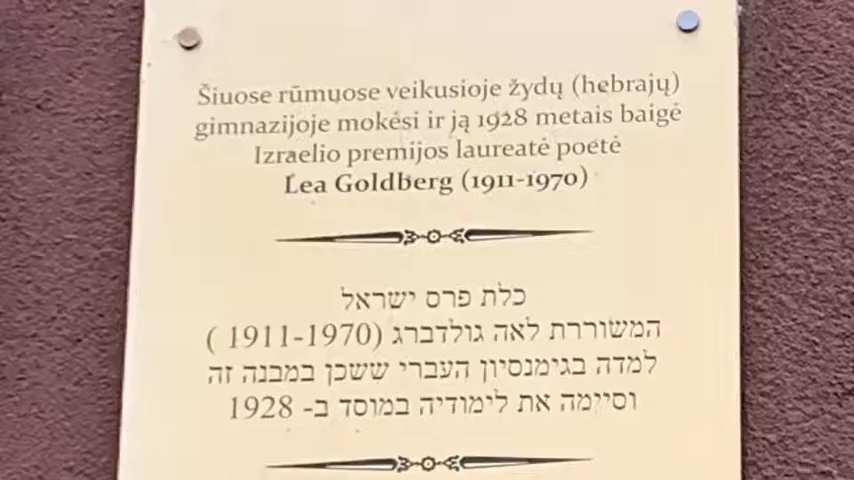 Šiuose rūmuose veikusioje žydų (hebrajų)
gimnazijoje mokėsi ir ją 1928 metais baigė
Izraelio premijos laureatė poetė
Lea Goldberg (1911-1970)
כלת פרס ישראל
המשוררת לאה גולדברג (1911-1970 )
למדה בגימנסיון העברי ששכן במבנה זה
וסיימה את לימודיה במוסד ב- 1928